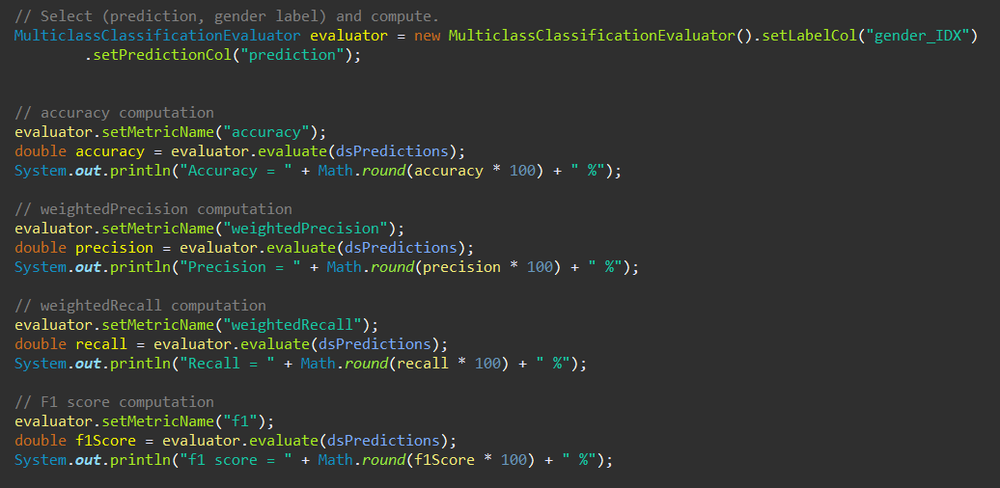 // Select (prediction, gender label) and compute.
MulticlassClassificationEvaluator evaluator = new MulticlassClassificationEvaluator().setLabelCol("gender_IDX")
.setPredictionCol("prediction");
// accuracy computation
evaluator.setMetricName("accuracy");
double accuracy = evaluator.evaluate(dsPredictions);
System.out.println("Accuracy = " + Math.round(accuracy * 100) + " %");
// weightedPrecision computation
evaluator.setMetricName("weightedPrecision");
double precision = evaluator.evaluate(dsPredictions);
System.out.println("Precision = " + Math.round(precision * 100) + " %");
// weightedRecall computation
evaluator.setMetricName("weightedRecall");
double recall = evaluator.evaluate(dsPredictions);
System.out.println("Recall = " + Math.round(recall * 100) + " %");
// F1 score computation
evaluator.setMetricName("f1");
double f1Score = evaluator.evaluate(dsPredictions);
System.out.println("f1 score = " + Math.round(f1Score * 100) + " %");